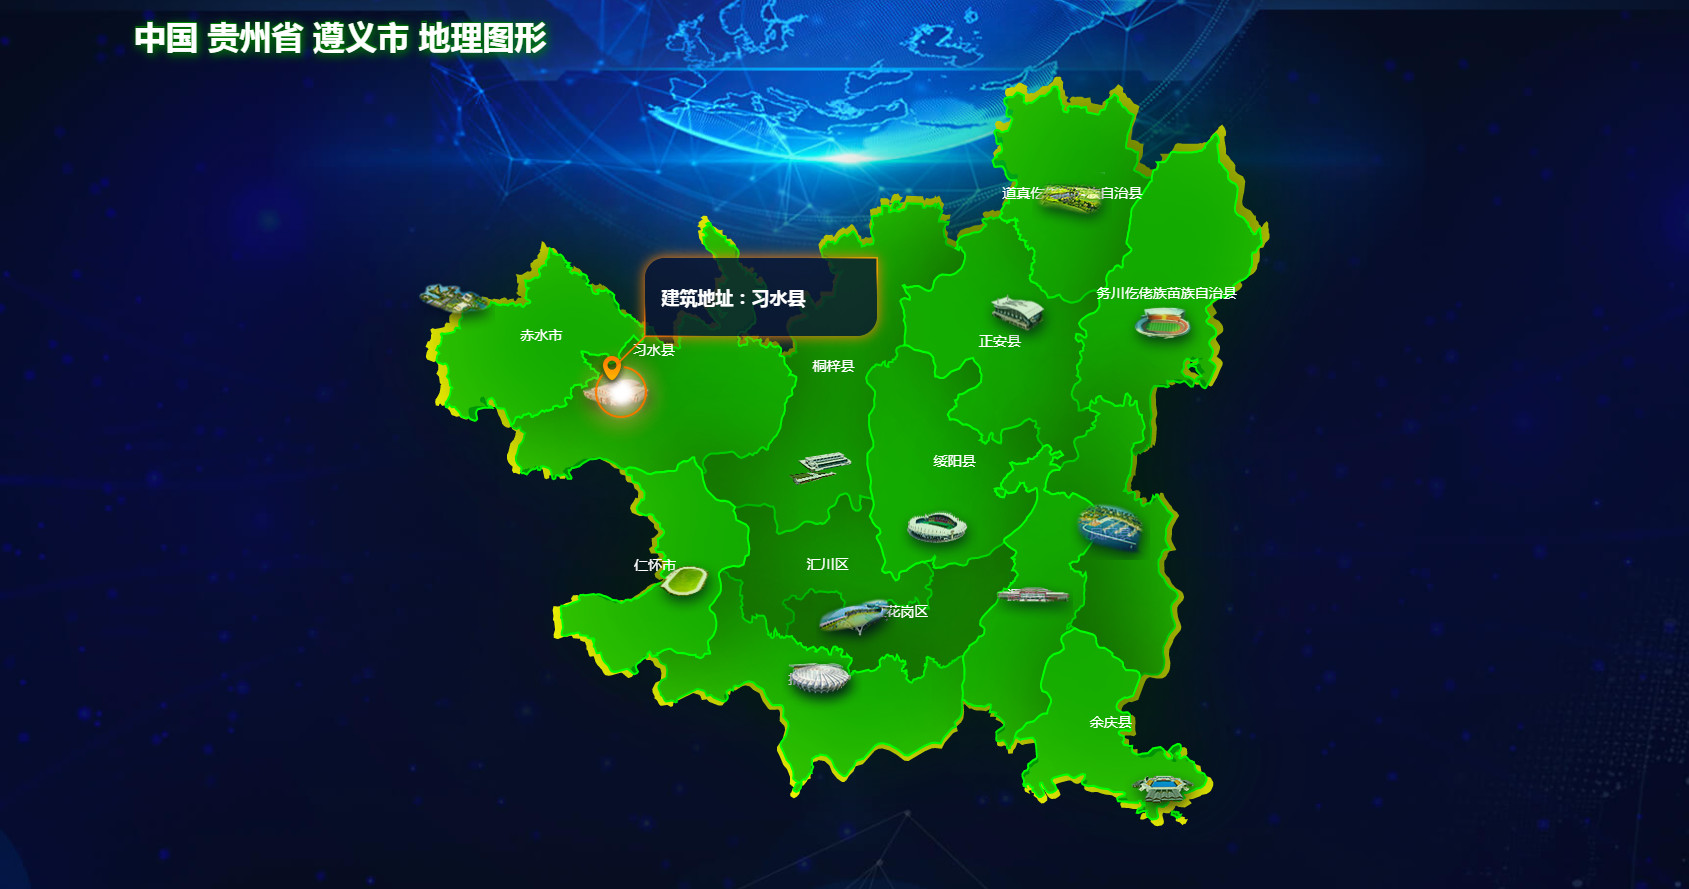 中国 贵州省 遵义市 地理图形
道真仡 自治县
建筑地址：习水县
务川仡佬族苗族自治县
赤水市
正安县
习水县
桐梓县
绥阳县
汇川区
仁怀市
花岗区
余庆县